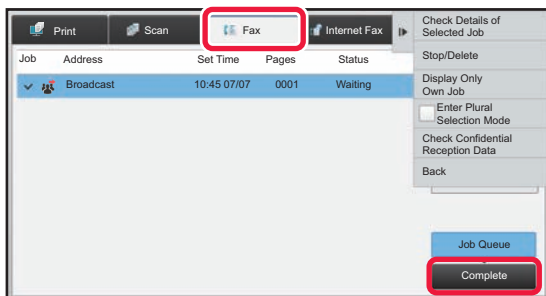 Print
Scan
Fax
Internet Fax
Job Address Set Time Pages Status
Broadcast 10:45 07/07 0001 Waiting
Check Details of
Selected Job
Stop/Delete
Display Only
Own Job
Enter Plural
Selection Mode
Check Confidential
Reception Data
Back
Job Queue
Complete